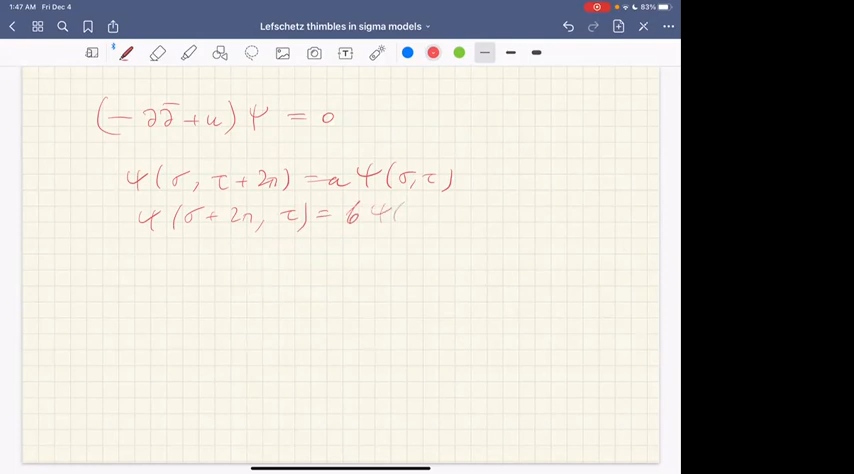 1:47 AM Fri Dec 4
83%
Lefschetz thimbles in sigma models
T
(− ∂∂̄ + u) Ψ = 0
Ψ(σ, τ + 2π) = a Ψ(σ, τ)
Ψ(σ + 2π, τ) = b Ψ(